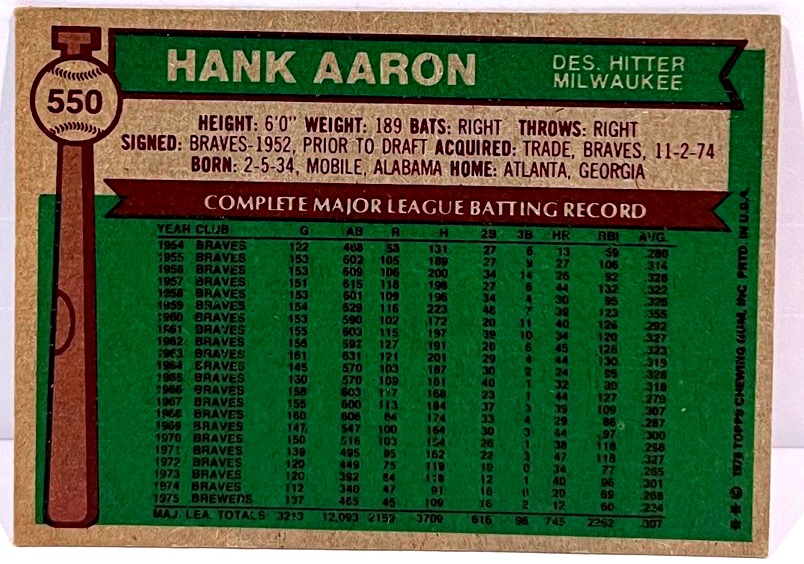 HANK AARON
DES. HITTER
MILWAUKEE
550
HEIGHT: 6'0" WEIGHT: 189 BATS: RIGHT THROWS: RIGHT
SIGNED: BRAVES-1952, PRIOR TO DRAFT ACQUIRED: TRADE, BRAVES, 11-2-74
BORN: 2-5-34, MOBILE, ALABAMA HOME: ATLANTA, GEORGIA
COMPLETE MAJOR LEAGUE BATTING RECORD
YEAR CLUB G AB R H 2B 3B HR RBI AVG.
1954 BRAVES 122 468 58 131 27 6 13 69 .280
1955 BRAVES 153 602 105 189 37 9 27 106 .314
1956 BRAVES 153 609 106 200 34 14 26 92 .328
1957 BRAVES 151 615 118 198 27 6 44 132 .322
1958 BRAVES 153 601 109 196 34 4 30 95 .326
1959 BRAVES 154 629 116 223 46 7 39 123 .355
1960 BRAVES 153 590 102 172 20 11 40 126 .292
1961 BRAVES 155 603 115 197 39 10 34 120 .327
1962 BRAVES 156 592 127 191 28 6 45 128 .323
1963 BRAVES 161 631 121 201 29 4 44 130 .319
1964 BRAVES 145 570 103 187 30 2 24 95 .328
1965 BRAVES 150 570 109 181 40 1 32 89 .318
1966 BRAVES 158 603 117 168 23 1 44 127 .279
1967 BRAVES 155 600 113 184 37 3 39 109 .307
1968 BRAVES 160 606 84 174 33 4 29 86 .287
1969 BRAVES 147 547 100 164 30 3 44 97 .300
1970 BRAVES 150 516 103 154 26 1 38 118 .298
1971 BRAVES 139 495 95 162 22 3 47 118 .327
1972 BRAVES 129 449 75 119 10 0 34 77 .265
1973 BRAVES 120 392 84 118 12 1 40 96 .301
1974 BRAVES 112 340 47 91 16 0 20 69 .268
1975 BREWERS 137 465 45 109 16 2 12 60 .234
MAJ. LEA. TOTALS 3213 12,093 2152 3709 616 96 745 2262 .307
** © 1976 TOPPS CHEWING GUM, INC PRTD. IN U.S.A.